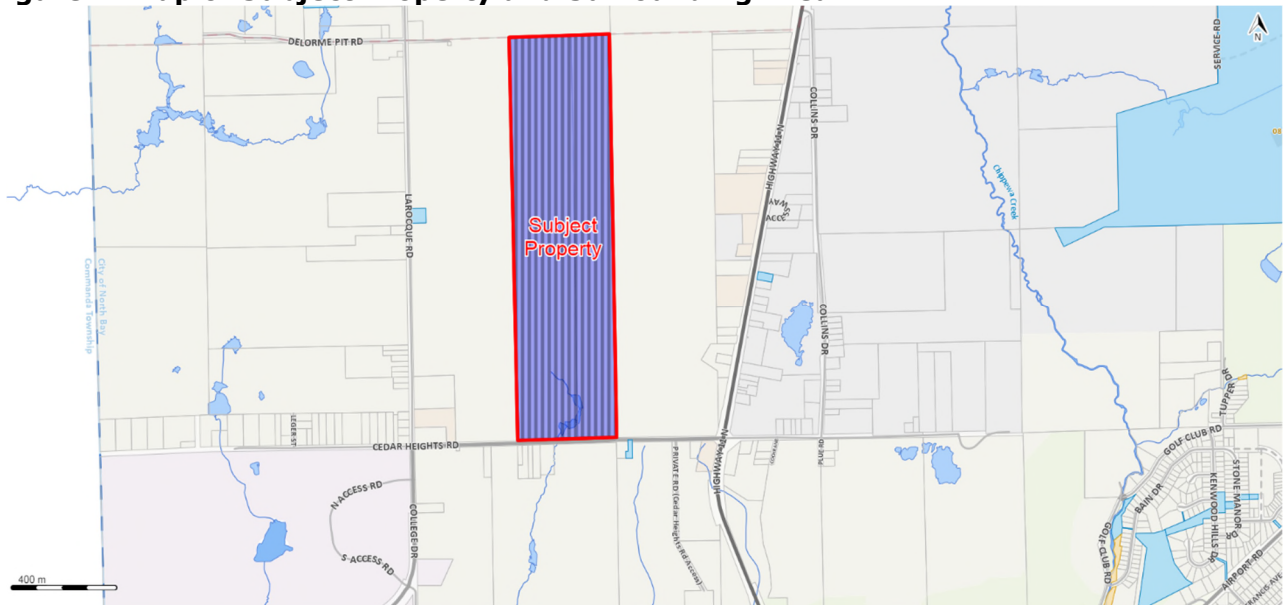 DELORME PIT RD
N
SERVICE RD
COLLINS DR
HIGHWAY 11 N
Chippewa Creek
LAROCQUE RD
Subject
Property
City of North Bay
Commanda Township
COLLINS DR
LEGER ST
CEDAR HEIGHTS RD
PRIVATE RD (Cedar Heights Rd Access)
HIGHWAY 11 N
TUPPER DR
GOLF CLUB RD
N ACCESS RD
COLLEGE DR
S ACCESS RD
BAIN DR
KENWOOD HILLS DR
STONE MANOR DR
GOLF CLUB RD
AIRPORT RD
400 m